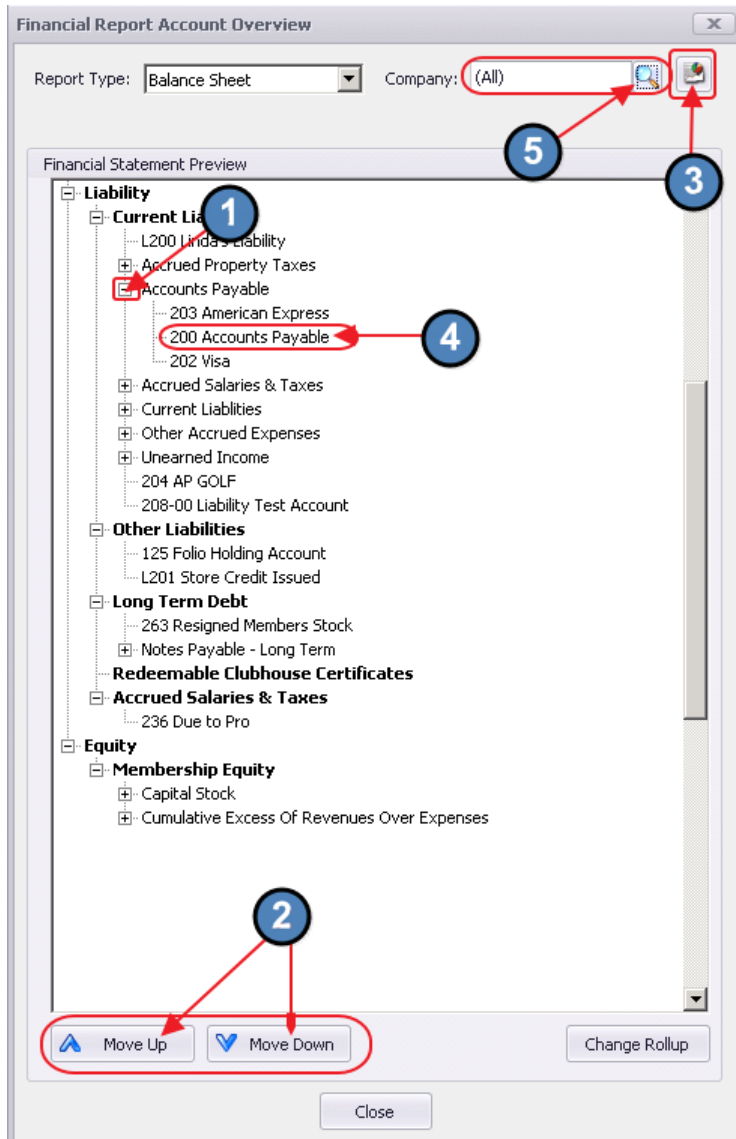 Financial Report Account Overview
Report Type: Balance Sheet Company: (All)
5
3
Financial Statement Preview
Liability
1
Current Lia
L200 Linda's Liability
Accrued Property Taxes
Accounts Payable
203 American Express
200 Accounts Payable
4
202 Visa
Accrued Salaries & Taxes
Current Liablities
Other Accrued Expenses
Unearned Income
204 AP GOLF
208-00 Liability Test Account
Other Liabilities
125 Folio Holding Account
L201 Store Credit Issued
Long Term Debt
263 Resigned Members Stock
Notes Payable - Long Term
Redeemable Clubhouse Certificates
Accrued Salaries & Taxes
236 Due to Pro
Equity
Membership Equity
Capital Stock
Cumulative Excess Of Revenues Over Expenses
2
Move Up Move Down Change Rollup
Close